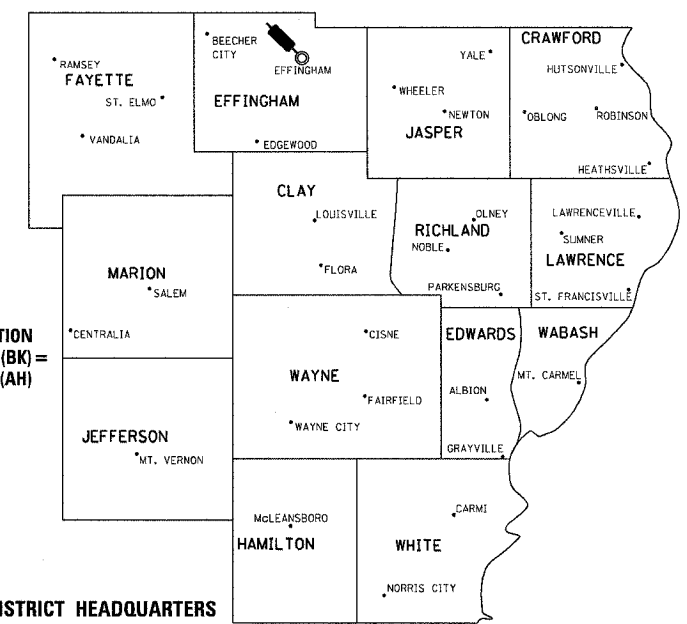 BEECHER
CITY
EFFINGHAM
RAMSEY
FAYETTE
ST. ELMO
VANDALIA
EFFINGHAM
EDGEWOOD
YALE
WHEELER
NEWTON
JASPER
CRAWFORD
HUTSONVILLE
OBLONG
ROBINSON
HEATHSVILLE
CLAY
LOUISVILLE
FLORA
OLNEY
RICHLAND
NOBLE
PARKENSBURG
LAWRENCEVILLE
SUMNER
LAWRENCE
ST. FRANCISVILLE
MARION
SALEM
CENTRALIA
TION
(BK) =
(AH)
CISNE
WAYNE
FAIRFIELD
WAYNE CITY
EDWARDS
ALBION
GRAYVILLE
WABASH
MT. CARMEL
JEFFERSON
MT. VERNON
McLEANSBORO
HAMILTON
CARMI
WHITE
NORRIS CITY
ISTRICT HEADQUARTERS